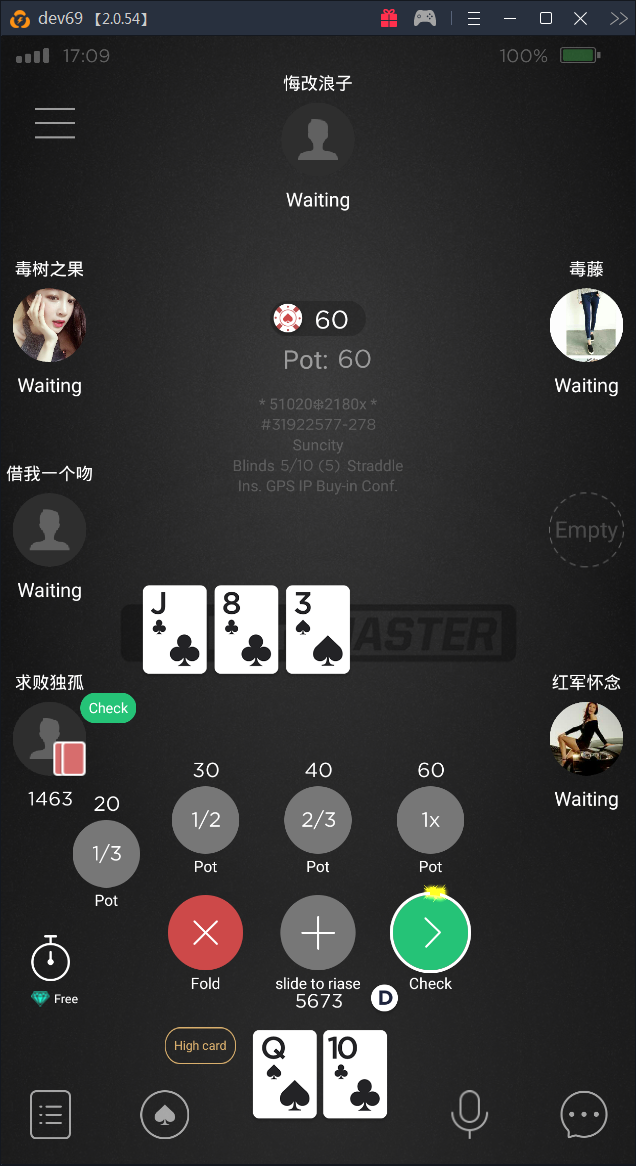 dev69 【2.0.54】
17:09
100%
悔改浪子
Waiting
毒树之果
毒藤
60
Waiting
Pot: 60
Waiting
* 51020❄2180x *
#31922577-278
Suncity
Blinds 5/10 (5) Straddle
Ins. GPS IP Buy-in Conf.
借我一个吻
Empty
Waiting
J
8
3
ASTER
求败独孤
红军怀念
Check
1463
Waiting
30
40
60
20
1/2
2/3
1x
1/3
Pot
Pot
Pot
Pot
Fold
slide to riase
Check
5673
D
Free
High card
Q
10